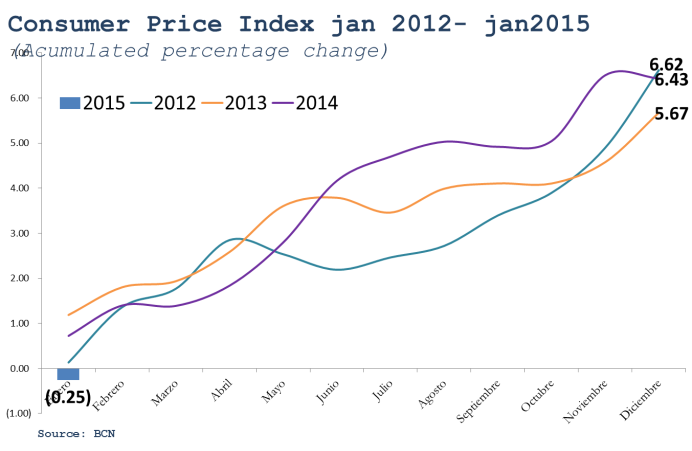 Consumer Price Index jan 2012- jan2015
(Acumulated percentage change)
7.00
6.00
5.00
4.00
3.00
2.00
1.00
0.00
(1.00)
2015
2012
2013
2014
6.62
6.43
5.67
(0.25)
Enero
Febrero
Marzo
Abril
Mayo
Junio
Julio
Agosto
Septiembre
Octubre
Noviembre
Diciembre
Source: BCN